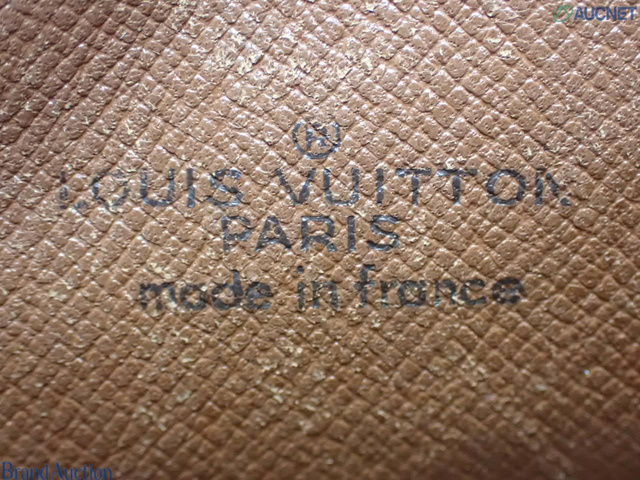 AUCNET
LOUIS VUITTON
PARIS
made in france
Brand Auction